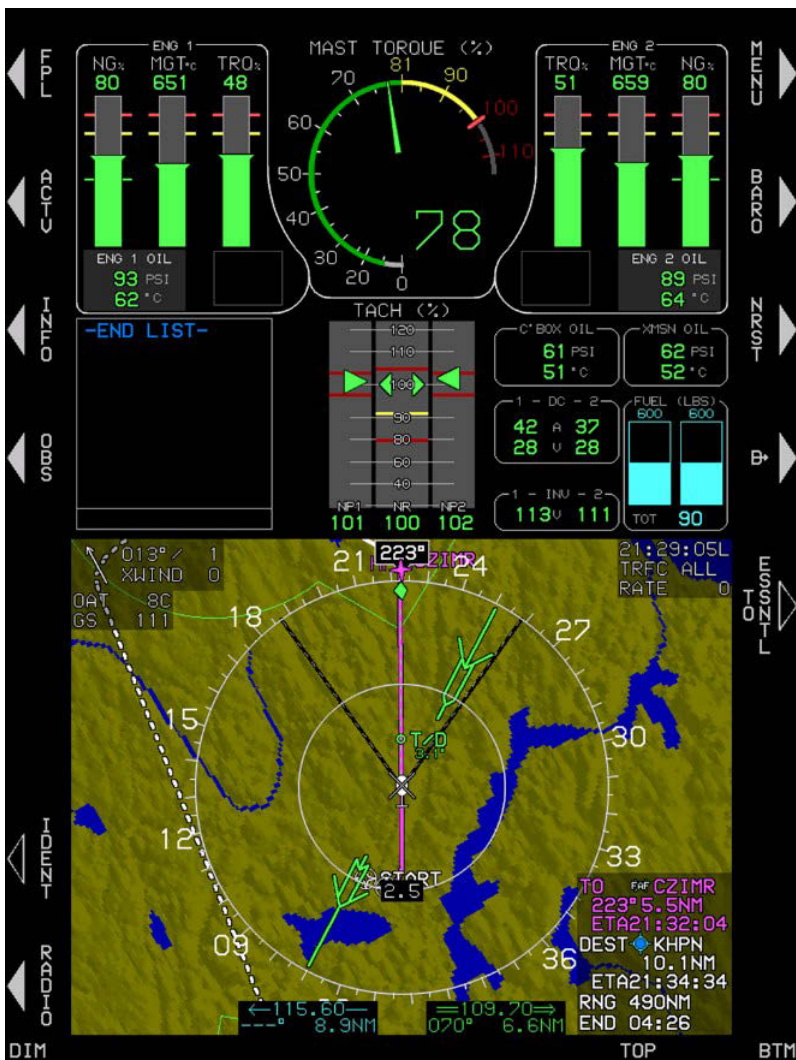 FPL
ACTV
INFO
OBS
IDENT
RADIO
DIM
MENU
BARO
NRST
ESSNTL
TO
TOP
BTM
ENG 1
NG% MGT°C TRQ%
80 651 48
ENG 1 OIL
93 PSI
62 °C
MAST TORQUE (%)
0 20 30 40 50 60 70 81 90 100 110
78
ENG 2
TRQ% MGT°C NG%
51 659 80
ENG 2 OIL
89 PSI
64 °C
-END LIST-
TACH (%)
120
110
100
90
80
60
40
NP1 NR NP2
101 100 102
C'BOX OIL
61 PSI
51 °C
XMSN OIL
62 PSI
52 °C
1 - DC - 2
42 A 37
28 V 28
1 - INV - 2
113V 111
FUEL (LBS)
600 600
TOT 90
013°/ 1
XWIND 0
OAT 8C
GS 111
223°
CZIMR
21:29:05L
TRFC ALL
RATE 0
21 24 27 30 33 36 09 12 15 18
T/D
3.1'
START
2.5
TO FAF CZIMR
223° 5.5NM
ETA21:32:04
DEST KHPN
10.1NM
ETA21:34:34
RNG 490NM
END 04:26
←115.60—
---° 8.9NM
=109.70⇒
070° 6.6NM